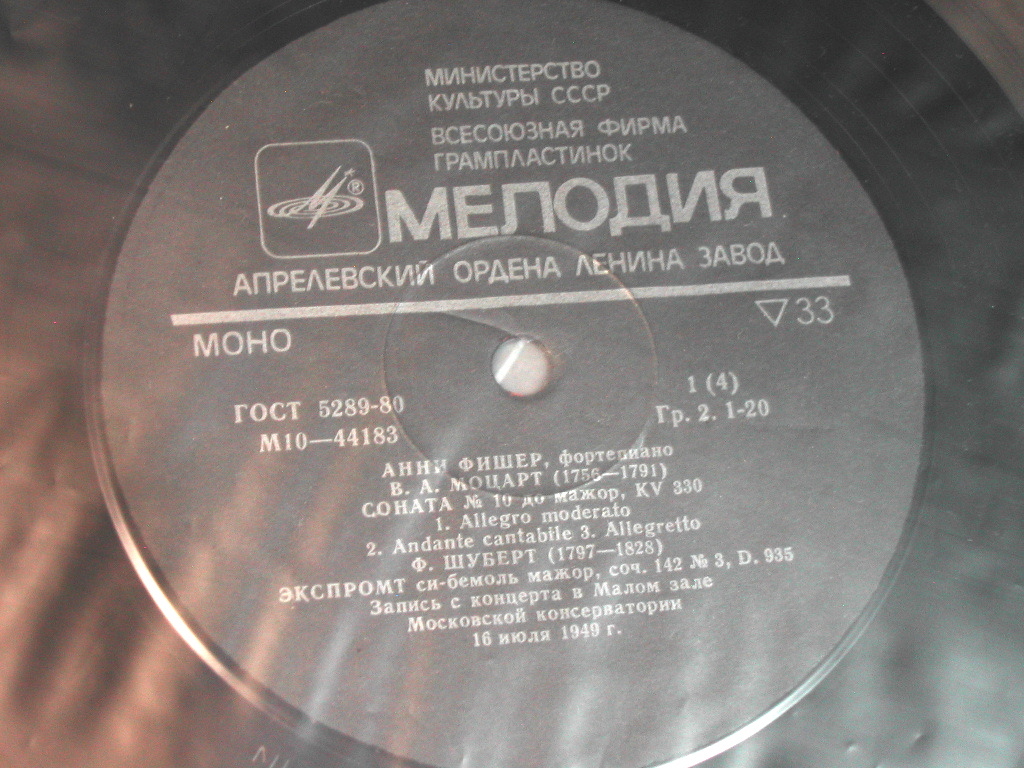 МИНИСТЕРСТВО
КУЛЬТУРЫ СССР
ВСЕСОЮЗНАЯ ФИРМА
ГРАМПЛАСТИНОК
®
МЕЛОДИЯ
АПРЕЛЕВСКИЙ ОРДЕНА ЛЕНИНА ЗАВОД
МОНО
▽33
ГОСТ 5289-80
М10—44183
1 (4)
Гр. 2. 1-20
АННИ ФИШЕР, фортепиано
В. А. МОЦАРТ (1756—1791)
СОНАТА № 10 до мажор, KV 330
1. Allegro moderato
2. Andante cantabile 3. Allegretto
Ф. ШУБЕРТ (1797—1828)
ЭКСПРОМТ си-бемоль мажор, соч. 142 № 3, D. 935
Запись с концерта в Малом зале
Московской консерватории
16 июля 1949 г.